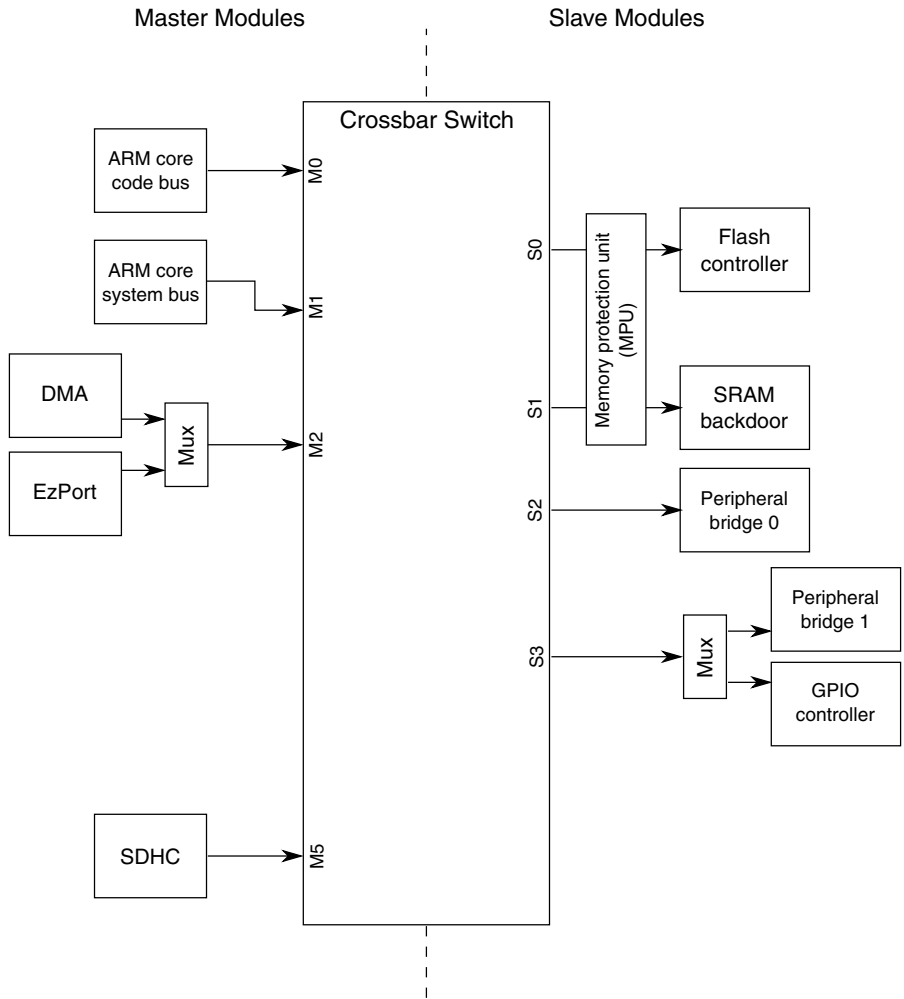 Master Modules
Slave Modules
Crossbar Switch
ARM core
code bus
M0
ARM core
system bus
M1
DMA
EzPort
Mux
M2
SDHC
M5
S0
S1
Memory protection unit
(MPU)
Flash
controller
SRAM
backdoor
S2
Peripheral
bridge 0
S3
Mux
Peripheral
bridge 1
GPIO
controller